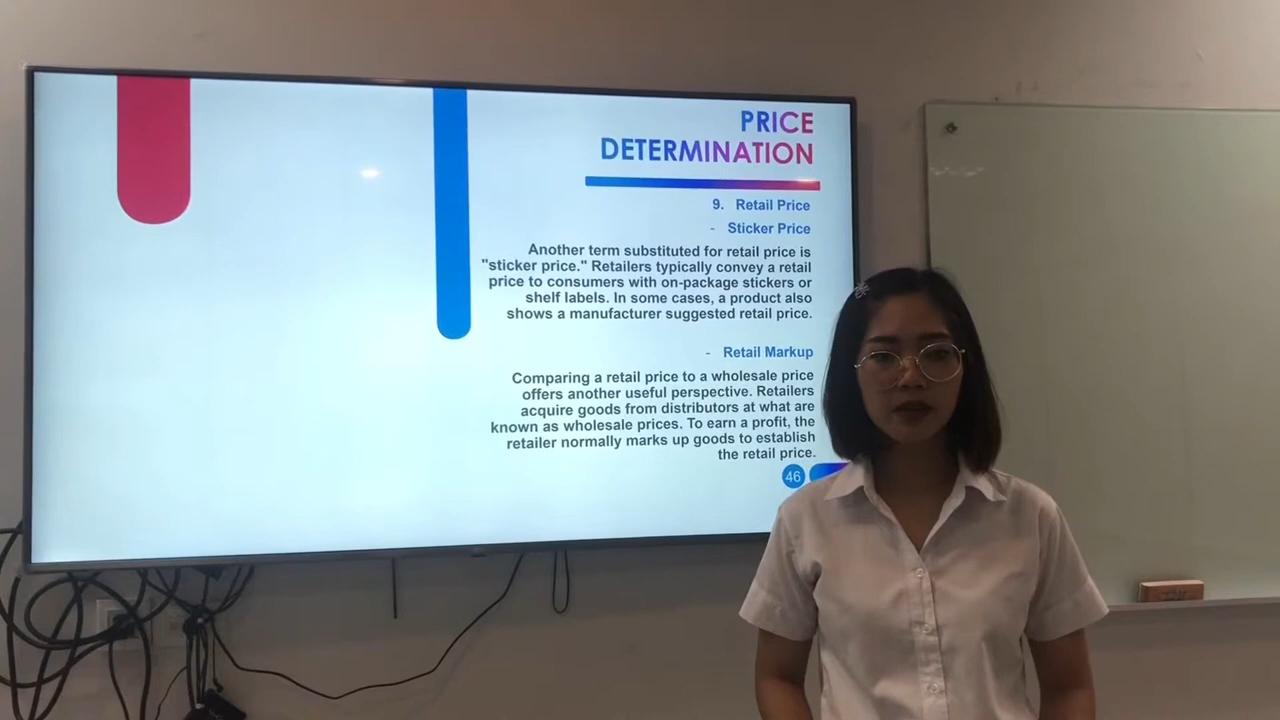 PRICE
DETERMINATION
9. Retail Price
- Sticker Price
Another term substituted for retail price is
"sticker price." Retailers typically convey a retail
price to consumers with on-package stickers or
shelf labels. In some cases, a product also
shows a manufacturer suggested retail price.
- Retail Markup
Comparing a retail price to a wholesale price
offers another useful perspective. Retailers
acquire goods from distributors at what are
known as wholesale prices. To earn a profit, the
retailer normally marks up goods to establish
the retail price.
46